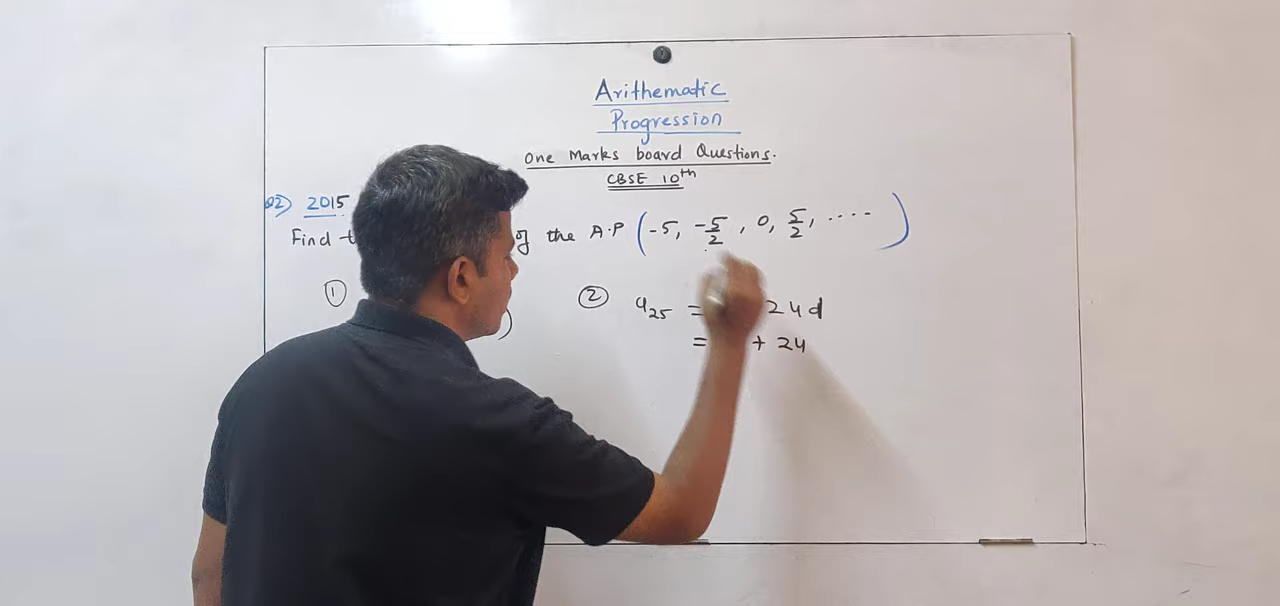 Arithematic
Progression
One Marks board Questions.
CBSE 10th
Q2) 2015
Find of the A.P (-5, -5/2, 0, 5/2, ....)
① ② a25 = 24d
= + 24